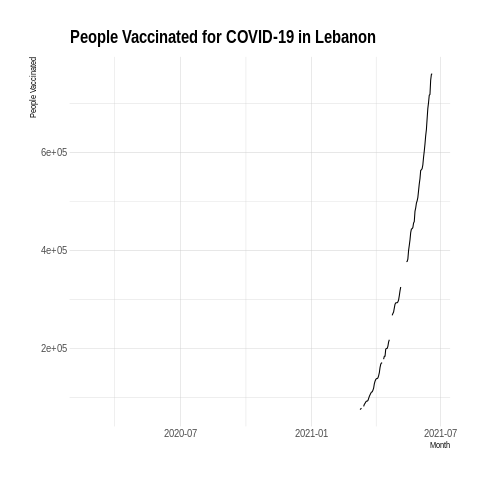 People Vaccinated for COVID-19 in Lebanon
People Vaccinated
6e+05
4e+05
2e+05
2020-07
2021-01
2021-07
Month